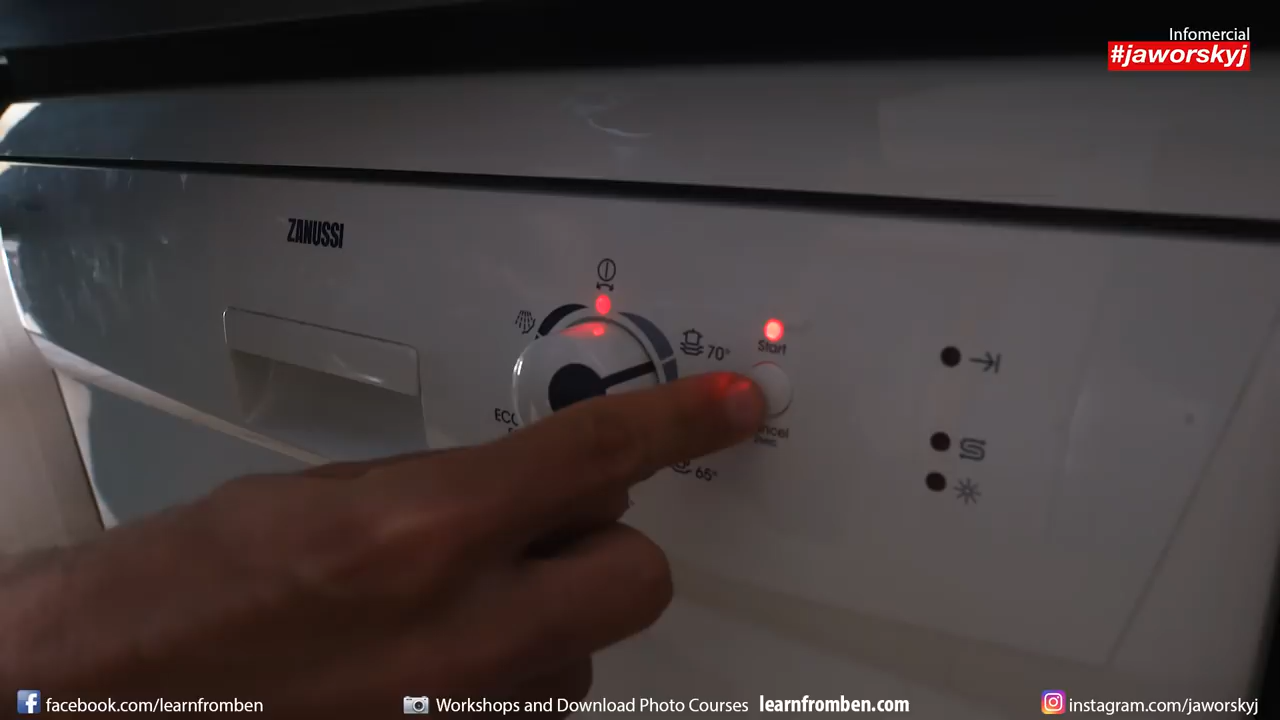 Infomercial
#jaworskyj
ZANUSSI
70°
Start
65°
facebook.com/learnfromben
Workshops and Download Photo Courses learnfromben.com
instagram.com/jaworskyj